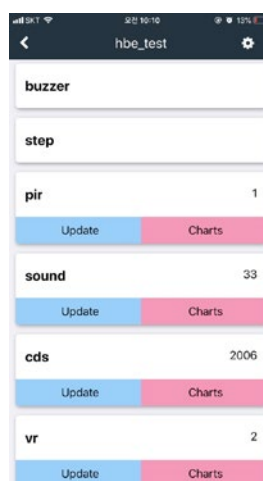 SKT 오전 10:10 13%
hbe_test
buzzer
step
pir 1
Update Charts
sound 33
Update Charts
cds 2006
Update Charts
vr 2
Update Charts